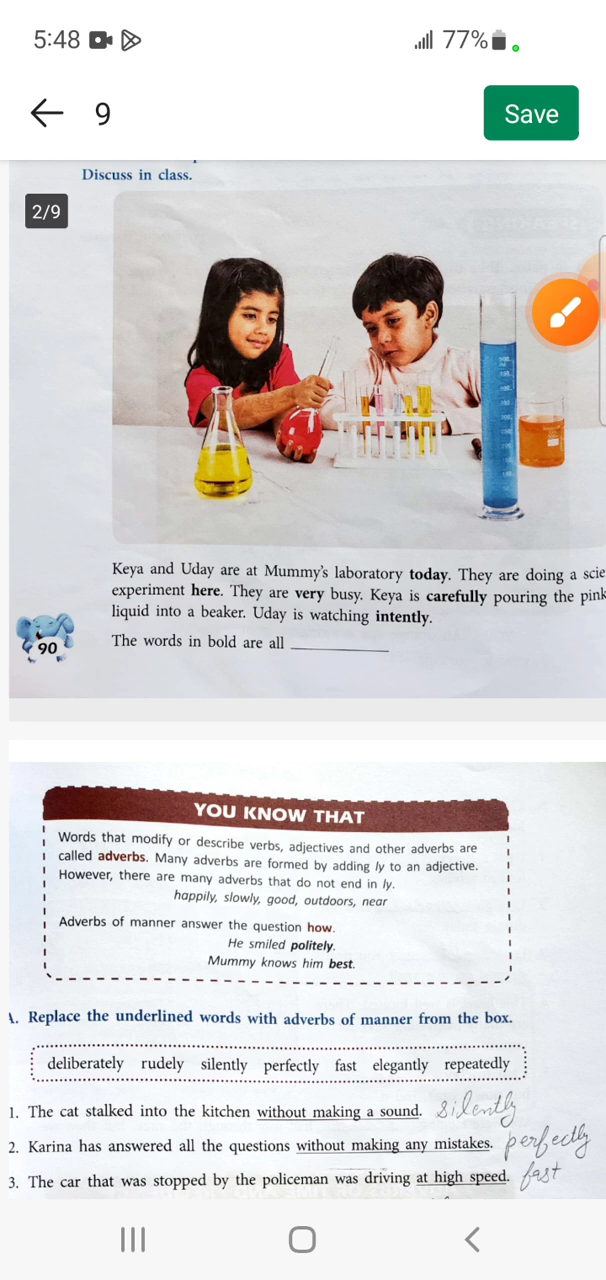 5:48
77%
9
Save
Discuss in class.
2/9
Keya and Uday are at Mummy's laboratory today. They are doing a scie
experiment here. They are very busy. Keya is carefully pouring the pink
liquid into a beaker. Uday is watching intently.
The words in bold are all ___________
90
YOU KNOW THAT
Words that modify or describe verbs, adjectives and other adverbs are
called adverbs. Many adverbs are formed by adding ly to an adjective.
However, there are many adverbs that do not end in ly.
happily, slowly, good, outdoors, near
Adverbs of manner answer the question how.
He smiled politely.
Mummy knows him best.
A. Replace the underlined words with adverbs of manner from the box.
deliberately rudely silently perfectly fast elegantly repeatedly
1. The cat stalked into the kitchen without making a sound. silently
2. Karina has answered all the questions without making any mistakes. perfectly
3. The car that was stopped by the policeman was driving at high speed. fast